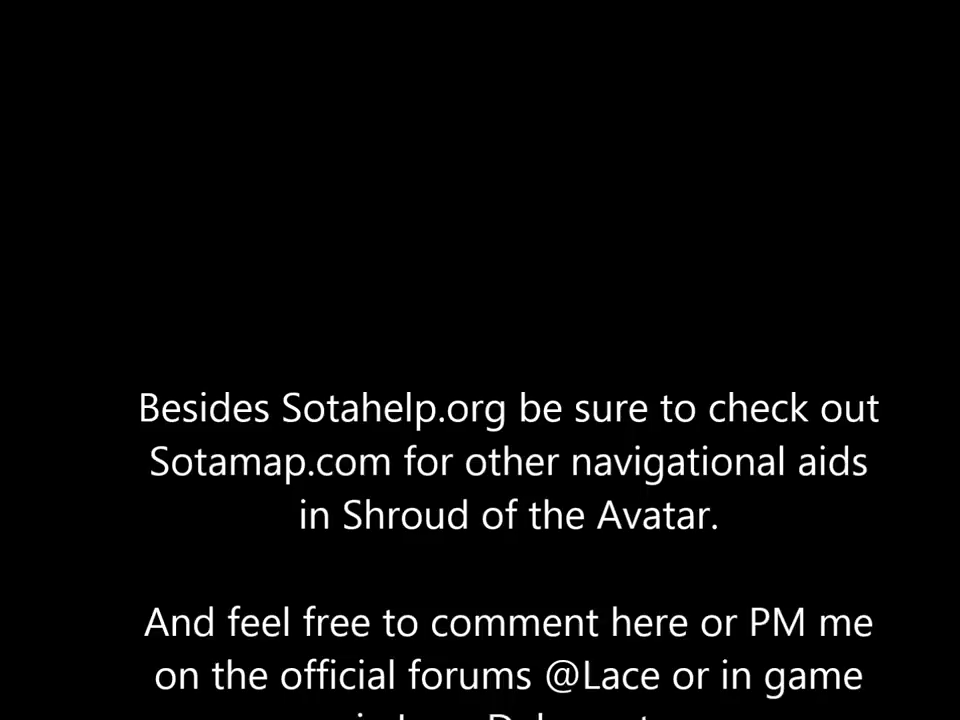 Besides Sotahelp.org be sure to check out
Sotamap.com for other navigational aids
in Shroud of the Avatar.
And feel free to comment here or PM me
on the official forums @Lace or in game